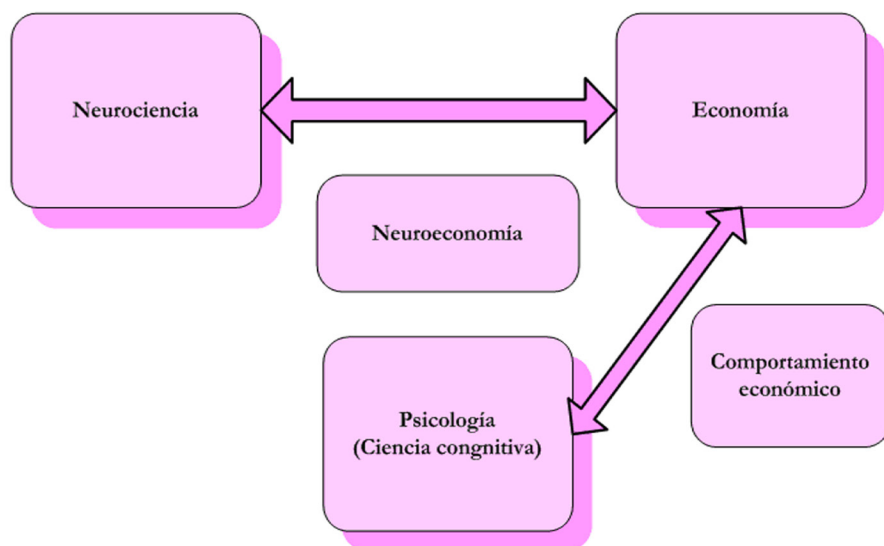 Neurociencia
Economía
Neuroeconomía
Comportamiento
económico
Psicología
(Ciencia congnitiva)